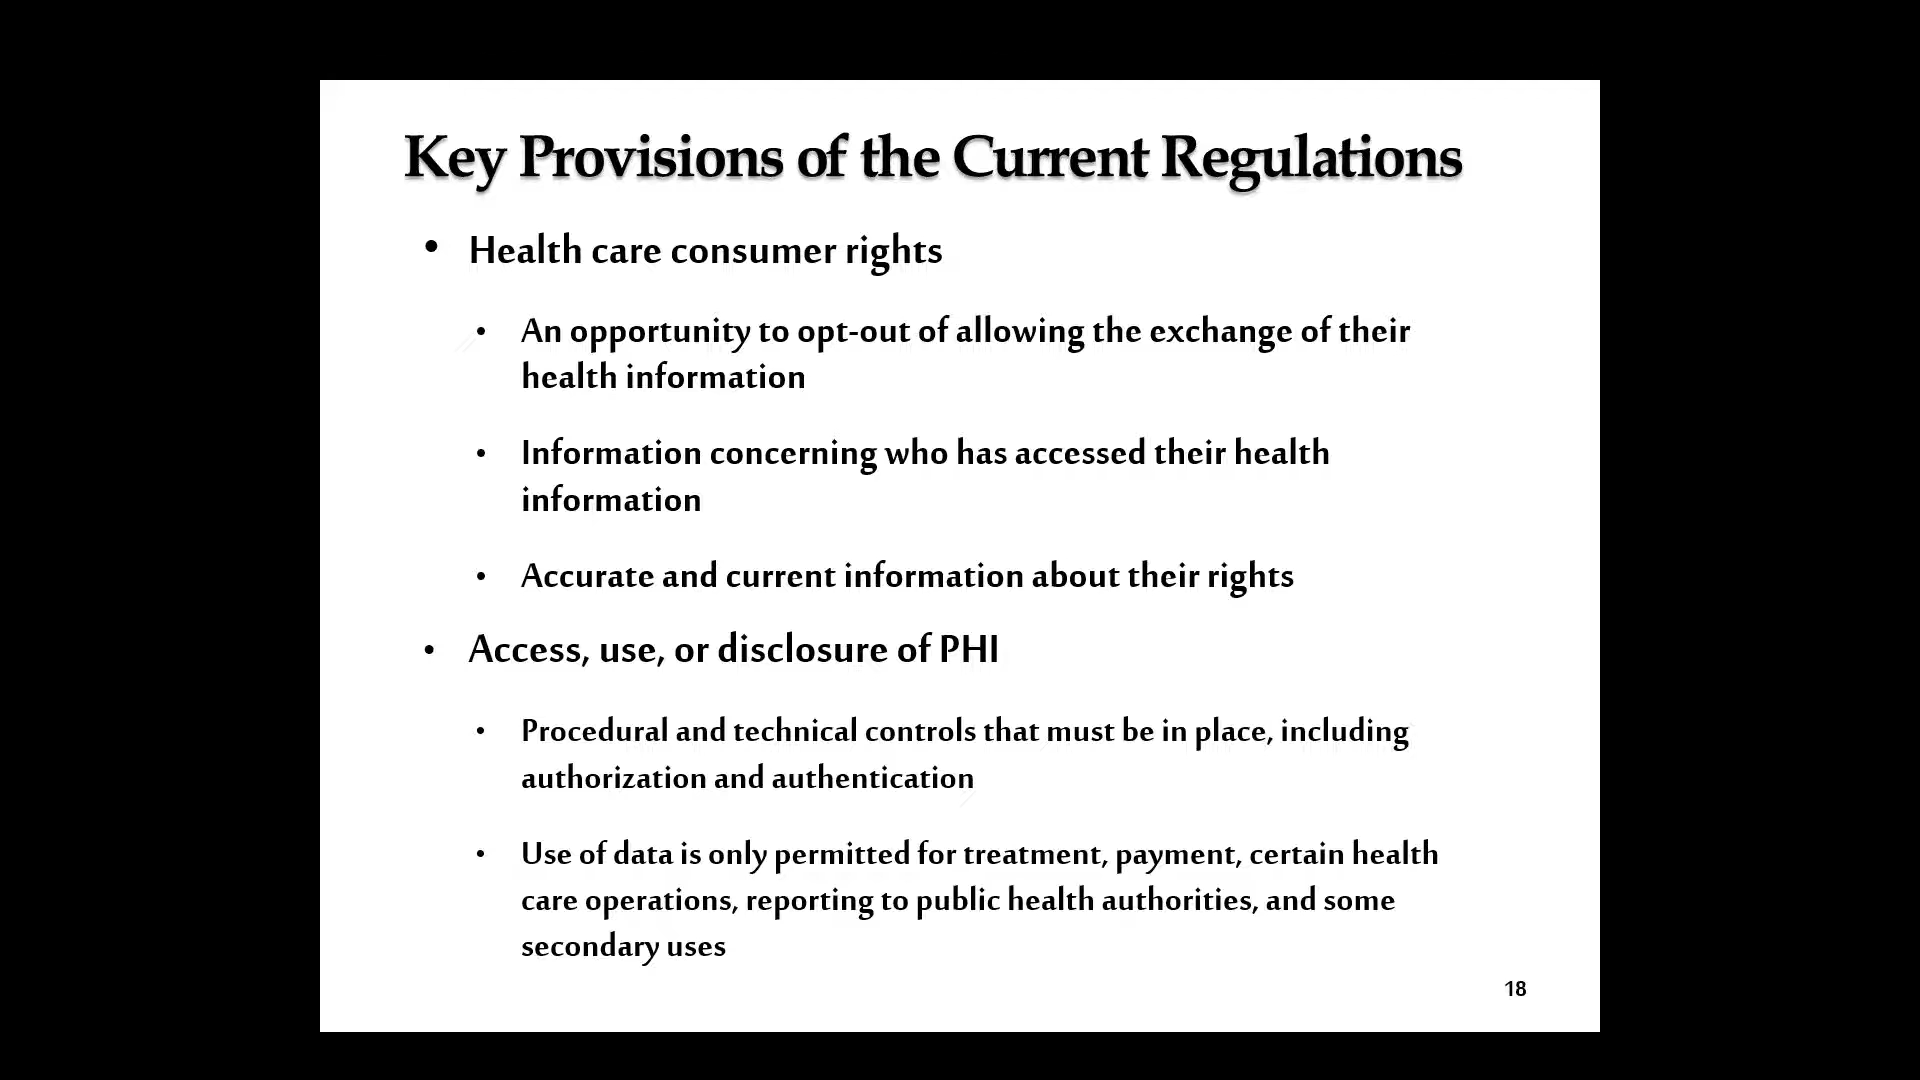 Key Provisions of the Current Regulations
• Health care consumer rights
• An opportunity to opt-out of allowing the exchange of their
health information
• Information concerning who has accessed their health
information
• Accurate and current information about their rights
• Access, use, or disclosure of PHI
• Procedural and technical controls that must be in place, including
authorization and authentication
• Use of data is only permitted for treatment, payment, certain health
care operations, reporting to public health authorities, and some
secondary uses
18